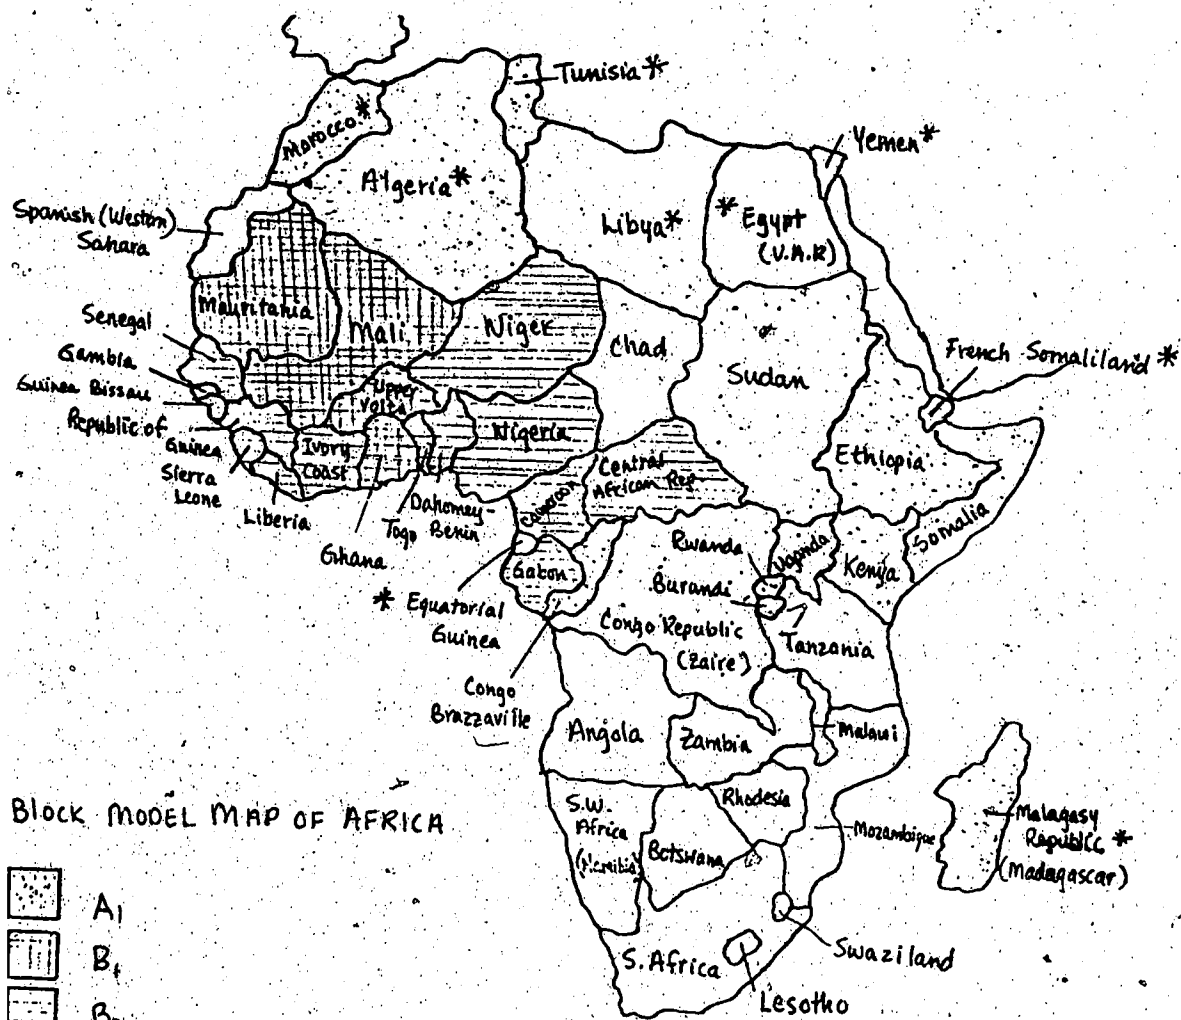 Tunisia*
Morocco*
Yemen*
Algeria*
Libya*
* Egypt
(U.A.R)
Spanish (Western)
Sahara
Mauritania
Mali
Niger
Chad
Sudan
French Somaliland*
Senegal
Gambia
Guinea Bissau
Republic of
Guinea
Sierra
Leone
Liberia
Upper
Volta
Ivory
Coast
Ghana
Togo
Dahomey-
Benin
Nigeria
Cameroon
Central
African Rep.
Ethiopia
Somalia
Rwanda
Uganda
Kenya
Burandi
Gabon
* Equatorial
Guinea
Congo Republic
(Zaire)
Tanzania
Congo
Brazzaville
Angola
Zambia
Malawi
BLOCK MODEL MAP OF AFRICA
S.W.
Africa
(Namibia)
Botswana
Rhodesia
Mozambique
Malagasy
Republic *
(Madagascar)
A1
B1
S. Africa
Swaziland
Lesotho